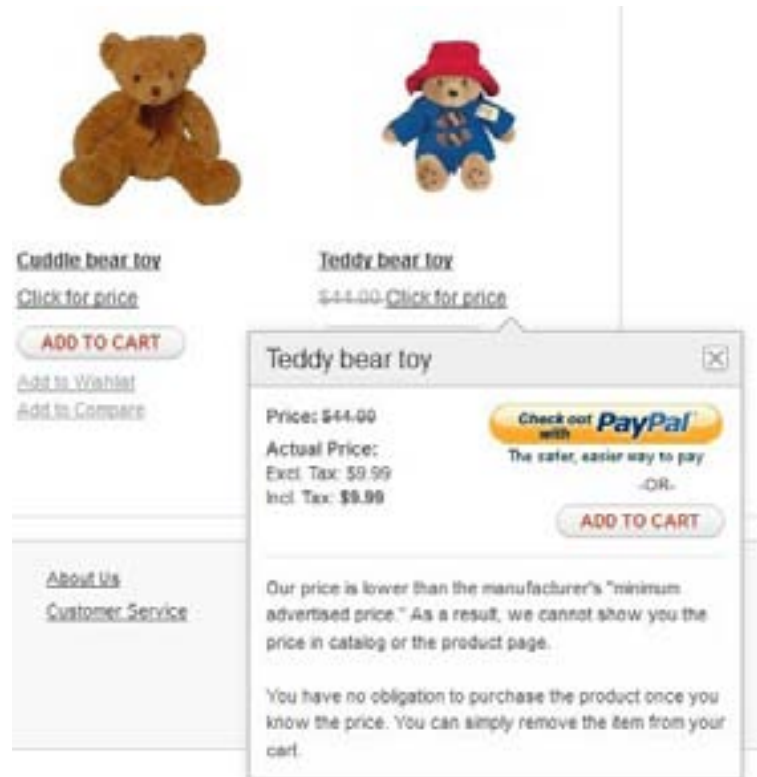 Cuddle bear toy
Click for price
ADD TO CART
Add to Wishlist
Add to Compare
Teddy bear toy
$44.00 Click for price
Teddy bear toy
Price: $44.00
Actual Price:
Excl. Tax: $9.99
Incl. Tax: $9.99
Check out with PayPal
The safer, easier way to pay
-OR-
ADD TO CART
Our price is lower than the manufacturer's "minimum
advertised price." As a result, we cannot show you the
price in catalog or the product page.
You have no obligation to purchase the product once you
know the price. You can simply remove the item from your
cart.
About Us
Customer Service